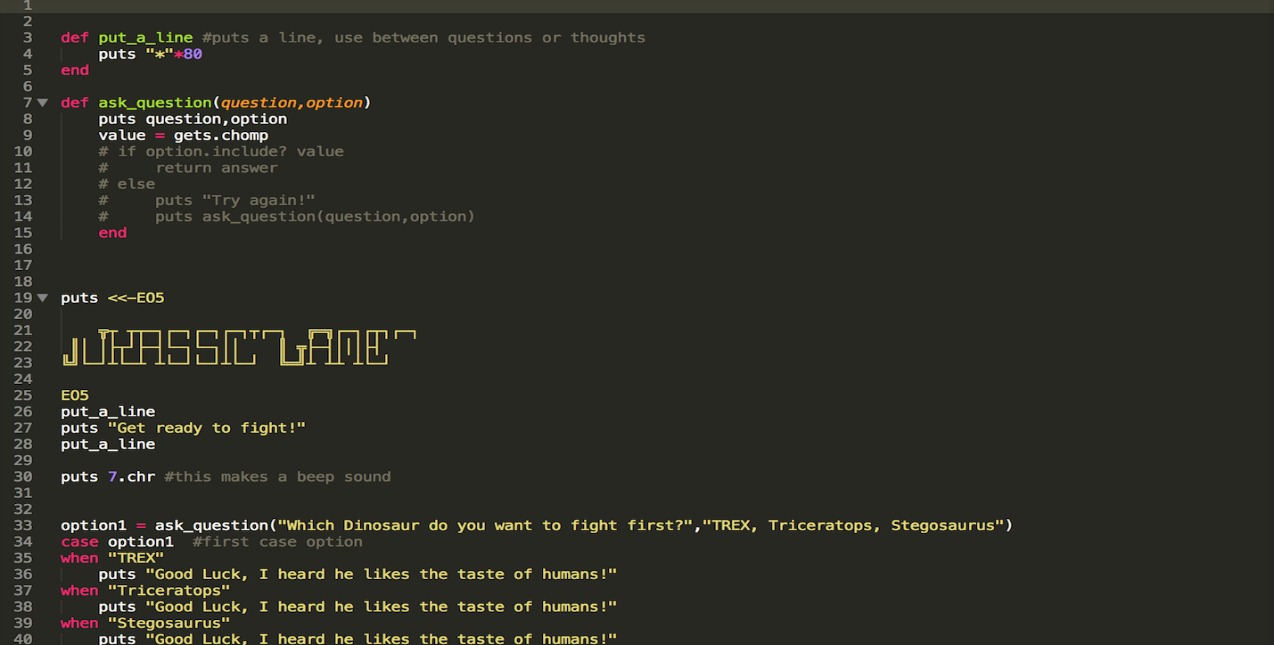 1
2
3 def put_a_line #puts a line, use between questions or thoughts
4 puts "*"*80
5 end
6
7 def ask_question(question,option)
8 puts question,option
9 value = gets.chomp
10 # if option.include? value
11 # return answer
12 # else
13 # puts "Try again!"
14 # puts ask_question(question,option)
15 end
16
17
18
19 puts <<-EO5
20
21
22
23
24
25 EO5
26 put_a_line
27 puts "Get ready to fight!"
28 put_a_line
29
30 puts 7.chr #this makes a beep sound
31
32
33 option1 = ask_question("Which Dinosaur do you want to fight first?","TREX, Triceratops, Stegosaurus")
34 case option1 #first case option
35 when "TREX"
36 puts "Good Luck, I heard he likes the taste of humans!"
37 when "Triceratops"
38 puts "Good Luck, I heard he likes the taste of humans!"
39 when "Stegosaurus"
40 puts "Good Luck, I heard he likes the taste of humans!"